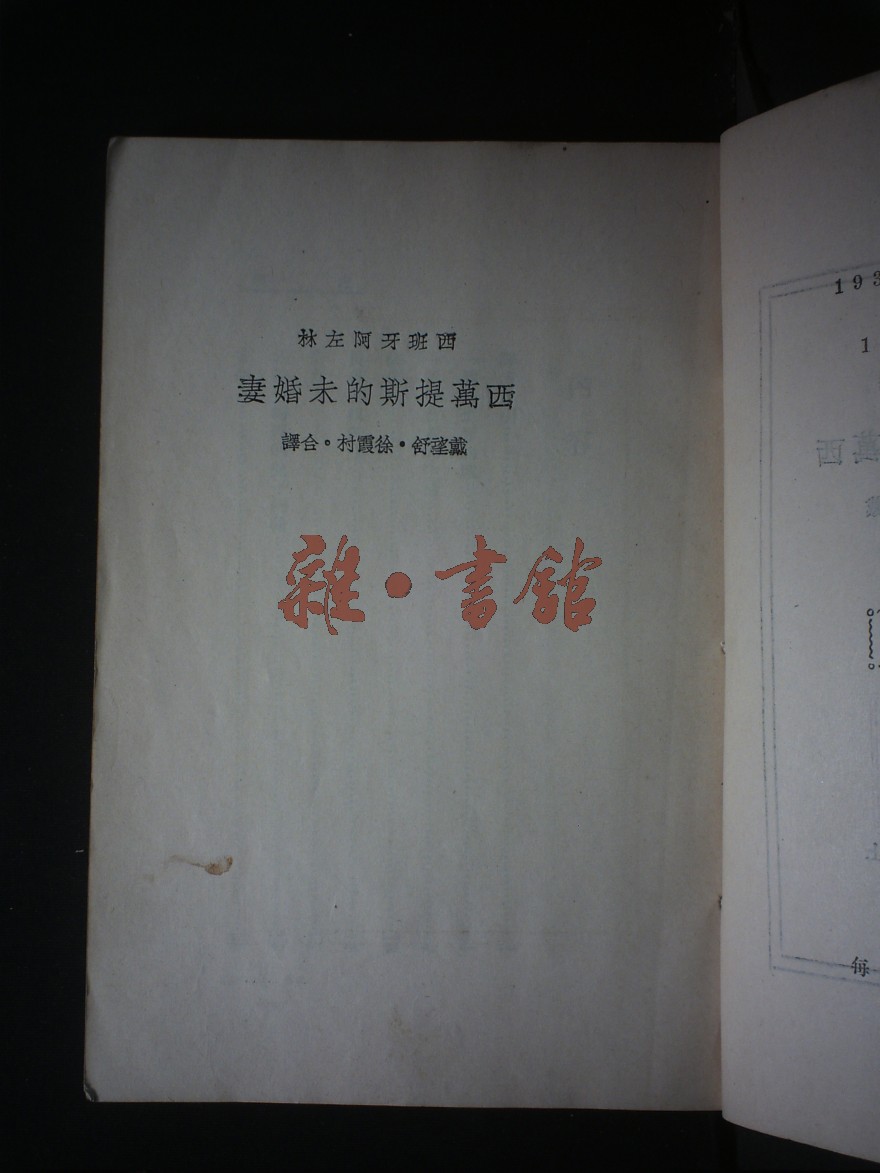 西班牙阿左林
西萬提斯的未婚妻
戴望舒・徐霞村・合譯
雜・書館
193
1
西
每